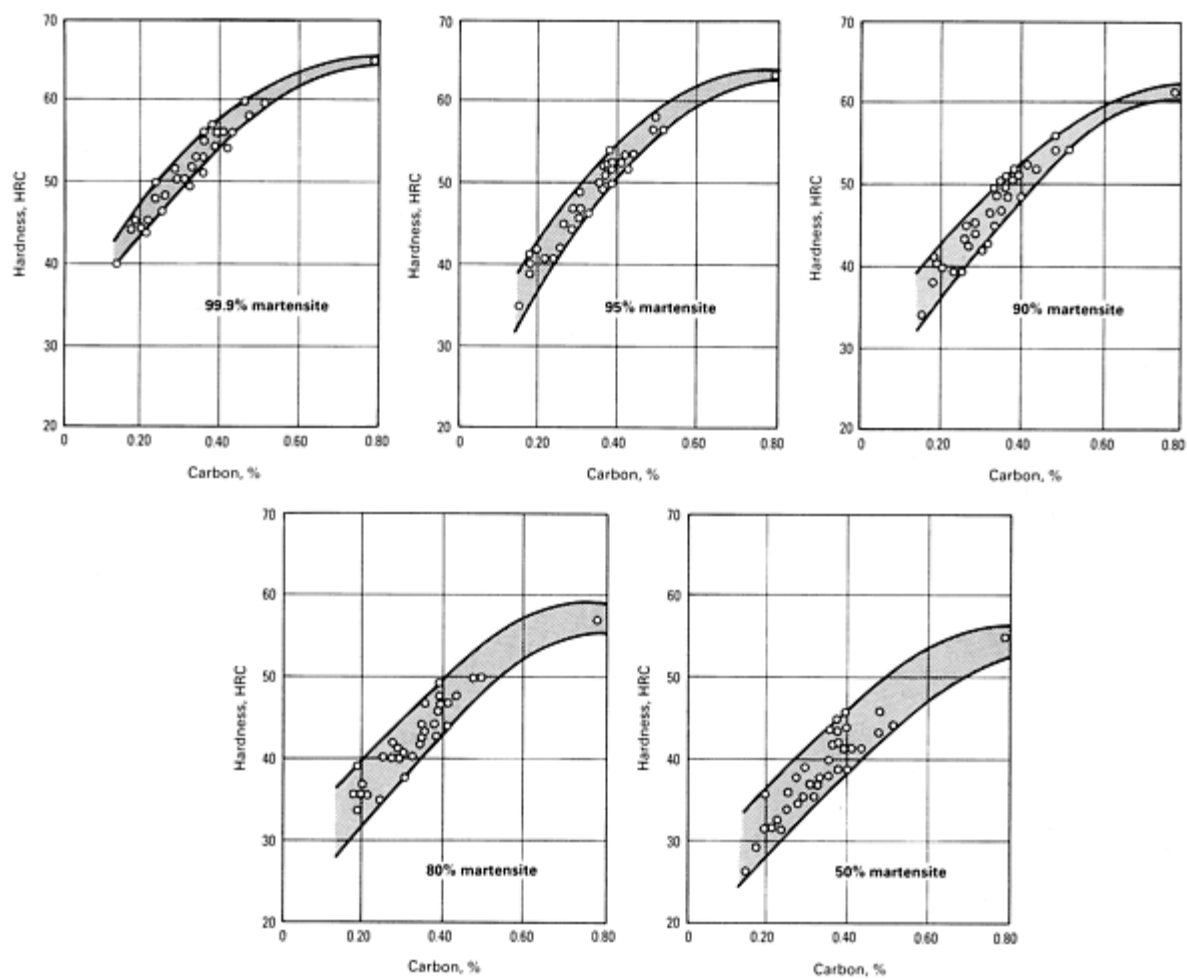 70
60
50
40
30
20
Hardness, HRC
99.9% martensite
0 0.20 0.40 0.60 0.80
Carbon, %
70
60
50
40
30
20
Hardness, HRC
95% martensite
0 0.20 0.40 0.60 0.80
Carbon, %
70
60
50
40
30
20
Hardness, HRC
90% martensite
0 0.20 0.40 0.60 0.80
Carbon, %
70
60
50
40
30
20
Hardness, HRC
80% martensite
0 0.20 0.40 0.60 0.80
Carbon, %
70
60
50
40
30
20
Hardness, HRC
50% martensite
0 0.20 0.40 0.60 0.80
Carbon, %